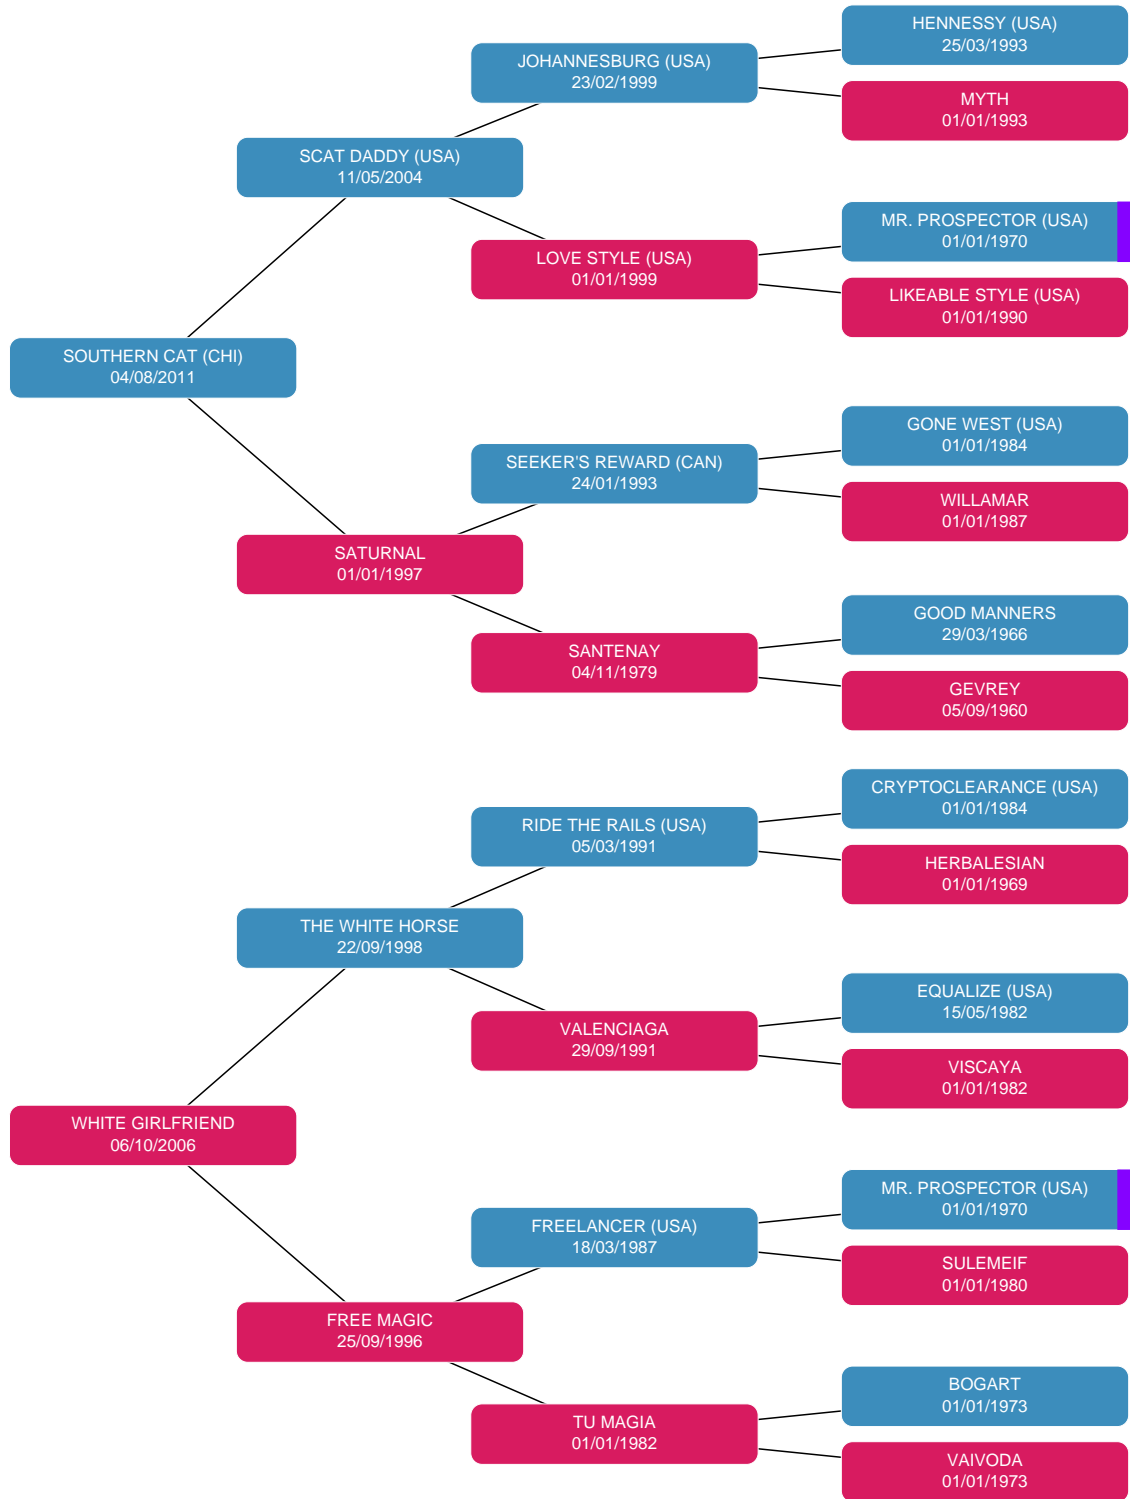 HENNESSY (USA)
25/03/1993
JOHANNESBURG (USA)
23/02/1999
MYTH
01/01/1993
SCAT DADDY (USA)
11/05/2004
MR. PROSPECTOR (USA)
01/01/1970
LOVE STYLE (USA)
01/01/1999
LIKEABLE STYLE (USA)
01/01/1990
SOUTHERN CAT (CHI)
04/08/2011
GONE WEST (USA)
01/01/1984
SEEKER'S REWARD (CAN)
24/01/1993
WILLAMAR
01/01/1987
SATURNAL
01/01/1997
GOOD MANNERS
29/03/1966
SANTENAY
04/11/1979
GEVREY
05/09/1960
CRYPTOCLEARANCE (USA)
01/01/1984
RIDE THE RAILS (USA)
05/03/1991
HERBALESIAN
01/01/1969
THE WHITE HORSE
22/09/1998
EQUALIZE (USA)
15/05/1982
VALENCIAGA
29/09/1991
VISCAYA
01/01/1982
WHITE GIRLFRIEND
06/10/2006
MR. PROSPECTOR (USA)
01/01/1970
FREELANCER (USA)
18/03/1987
SULEMEIF
01/01/1980
FREE MAGIC
25/09/1996
BOGART
01/01/1973
TU MAGIA
01/01/1982
VAIVODA
01/01/1973